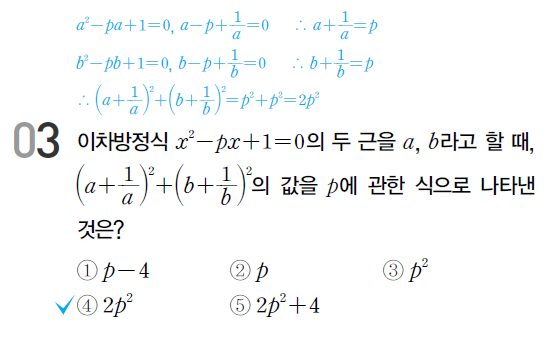 a²-pa+1=0, a-p+1/a=0 ∴ a+1/a=p
b²-pb+1=0, b-p+1/b=0 ∴ b+1/b=p
∴ (a+1/a)²+(b+1/b)²=p²+p²=2p²
03 이차방정식 x²-px+1=0의 두 근을 a, b라고 할 때,
(a+1/a)²+(b+1/b)²의 값을 p에 관한 식으로 나타낸
것은?
① p-4 ② p ③ p²
④ 2p² ⑤ 2p²+4